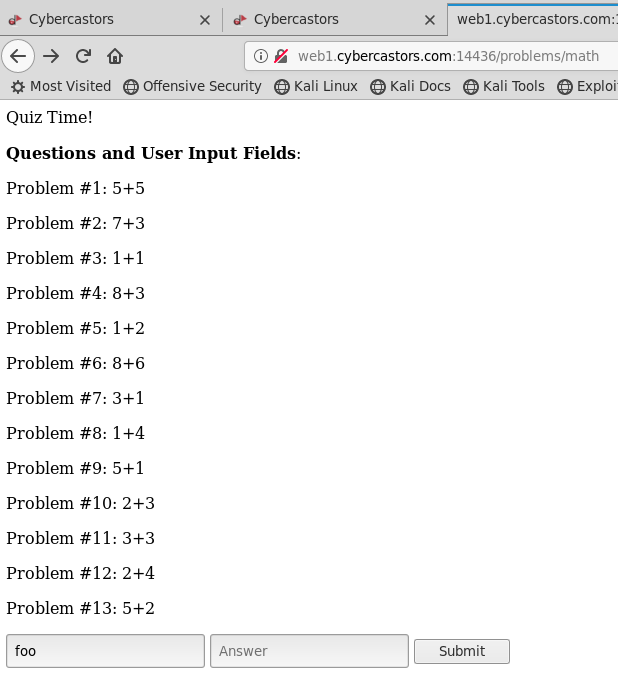 Cybercastors
Cybercastors
web1.cybercastors.com:1
web1.cybercastors.com:14436/problems/math
Most Visited Offensive Security Kali Linux Kali Docs Kali Tools Exploi
Quiz Time!
Questions and User Input Fields:
Problem #1: 5+5
Problem #2: 7+3
Problem #3: 1+1
Problem #4: 8+3
Problem #5: 1+2
Problem #6: 8+6
Problem #7: 3+1
Problem #8: 1+4
Problem #9: 5+1
Problem #10: 2+3
Problem #11: 3+3
Problem #12: 2+4
Problem #13: 5+2
foo Answer Submit